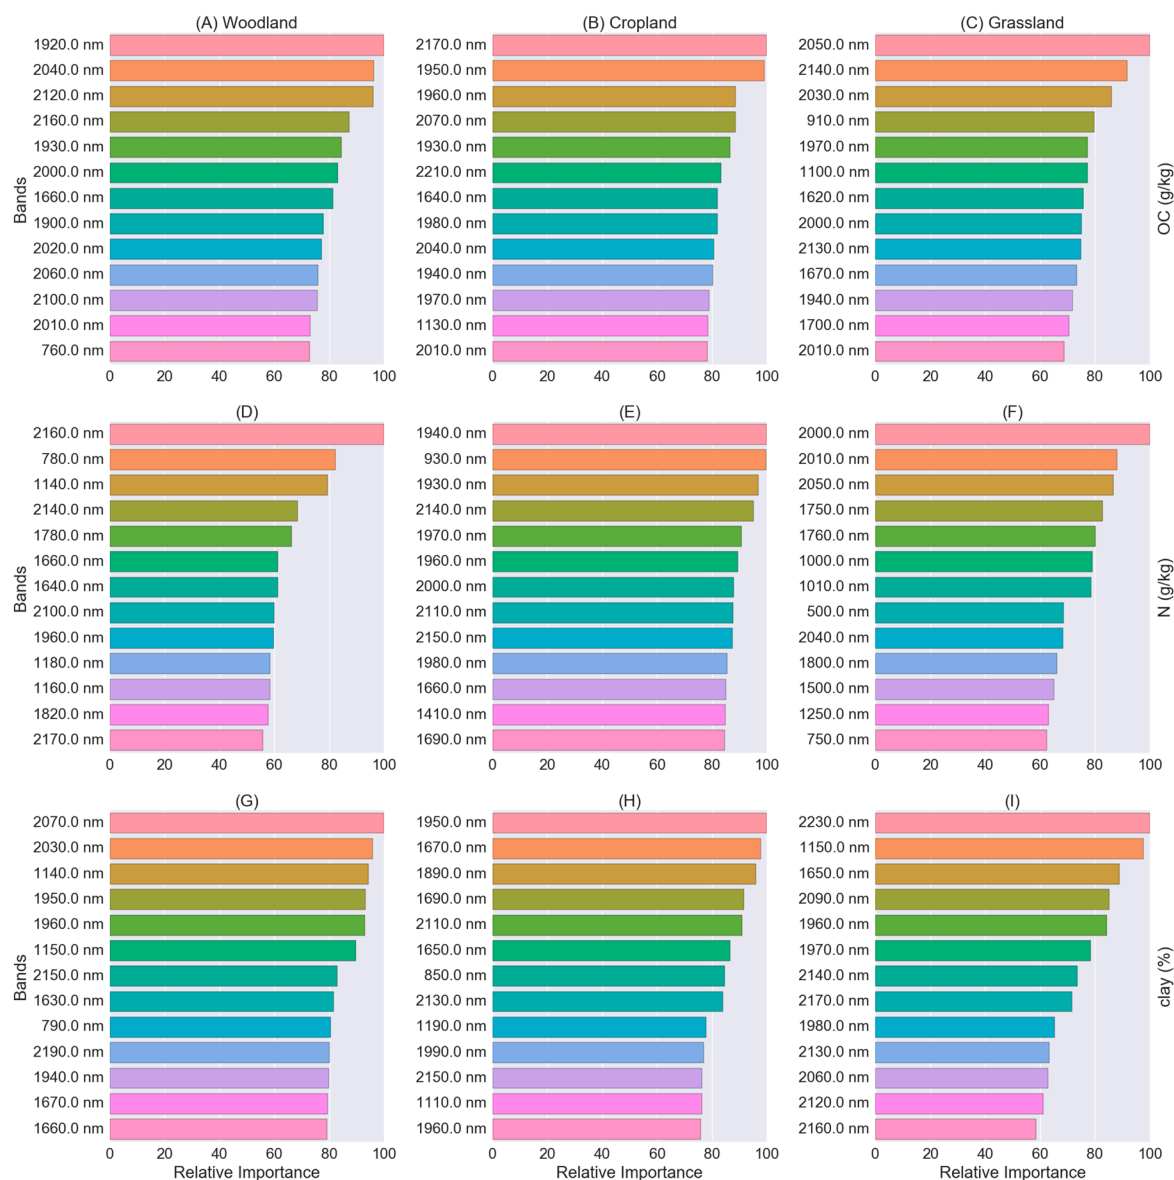 (A) Woodland
1920.0 nm
2040.0 nm
2120.0 nm
2160.0 nm
1930.0 nm
2000.0 nm
1660.0 nm
1900.0 nm
2020.0 nm
2060.0 nm
2100.0 nm
2010.0 nm
760.0 nm
Bands
0 20 40 60 80 100
(B) Cropland
2170.0 nm
1950.0 nm
1960.0 nm
2070.0 nm
1930.0 nm
2210.0 nm
1640.0 nm
1980.0 nm
2040.0 nm
1940.0 nm
1970.0 nm
1130.0 nm
2010.0 nm
0 20 40 60 80 100
(C) Grassland
2050.0 nm
2140.0 nm
2030.0 nm
910.0 nm
1970.0 nm
1100.0 nm
1620.0 nm
2000.0 nm
2130.0 nm
1670.0 nm
1940.0 nm
1700.0 nm
2010.0 nm
0 20 40 60 80 100
OC (g/kg)
(D)
2160.0 nm
780.0 nm
1140.0 nm
2140.0 nm
1780.0 nm
1660.0 nm
1640.0 nm
2100.0 nm
1960.0 nm
1180.0 nm
1160.0 nm
1820.0 nm
2170.0 nm
Bands
0 20 40 60 80 100
(E)
1940.0 nm
930.0 nm
1930.0 nm
2140.0 nm
1970.0 nm
1960.0 nm
2000.0 nm
2110.0 nm
2150.0 nm
1980.0 nm
1660.0 nm
1410.0 nm
1690.0 nm
0 20 40 60 80 100
(F)
2000.0 nm
2010.0 nm
2050.0 nm
1750.0 nm
1760.0 nm
1000.0 nm
1010.0 nm
500.0 nm
2040.0 nm
1800.0 nm
1500.0 nm
1250.0 nm
750.0 nm
0 20 40 60 80 100
N (g/kg)
(G)
2070.0 nm
2030.0 nm
1140.0 nm
1950.0 nm
1960.0 nm
1150.0 nm
2150.0 nm
1630.0 nm
790.0 nm
2190.0 nm
1940.0 nm
1670.0 nm
1660.0 nm
Bands
0 20 40 60 80 100
Relative Importance
(H)
1950.0 nm
1670.0 nm
1890.0 nm
1690.0 nm
2110.0 nm
1650.0 nm
850.0 nm
2130.0 nm
1190.0 nm
1990.0 nm
2150.0 nm
1110.0 nm
1960.0 nm
0 20 40 60 80 100
Relative Importance
(I)
2230.0 nm
1150.0 nm
1650.0 nm
2090.0 nm
1960.0 nm
1970.0 nm
2140.0 nm
2170.0 nm
1980.0 nm
2130.0 nm
2060.0 nm
2120.0 nm
2160.0 nm
0 20 40 60 80 100
Relative Importance
clay (%)